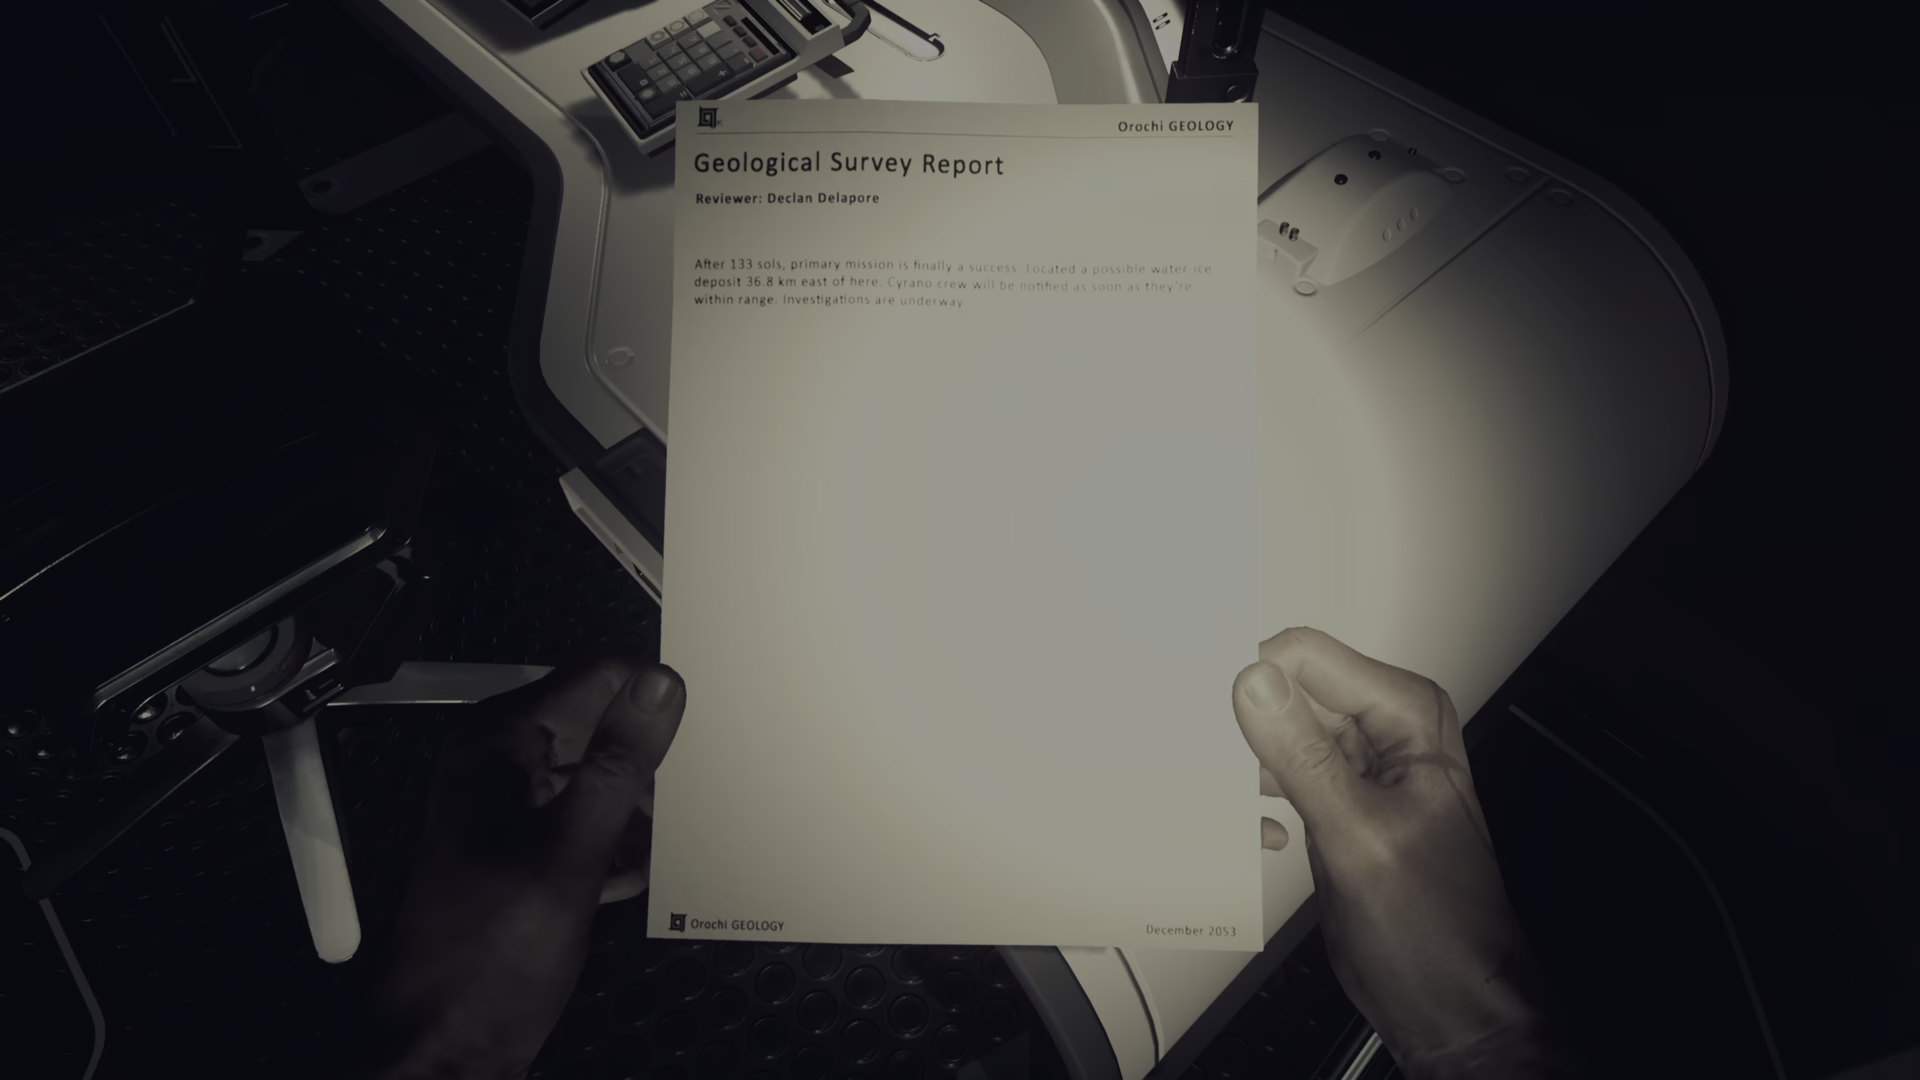 Orochi GEOLOGY
Geological Survey Report
Reviewer: Declan Delapore
After 133 sols, primary mission is finally a success. Located a possible water-ice
deposit 36.8 km east of here. Cyrano crew will be notified as soon as they're
within range. Investigations are underway.
Orochi GEOLOGY
December 2053